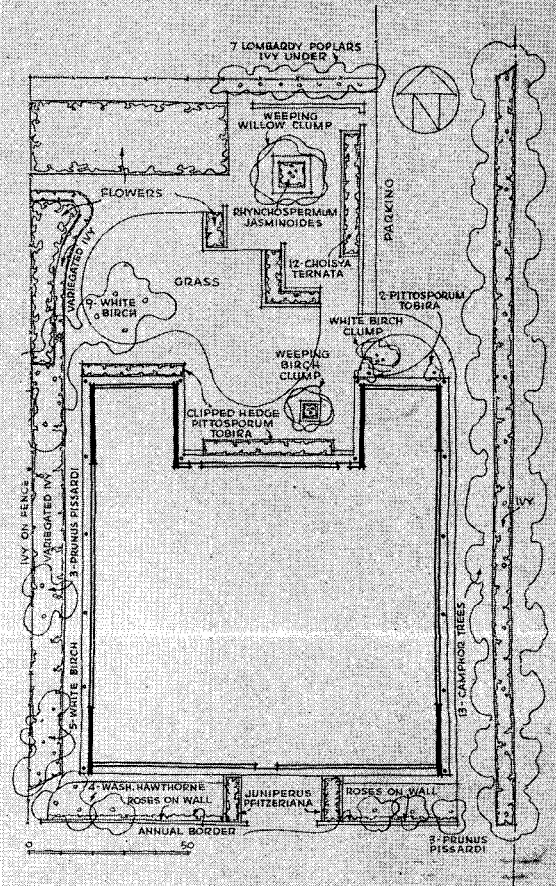 7 LOMBARDY POPLARS
IVY UNDER
N
WEEPING
WILLOW CLUMP
FLOWERS
RHYNCHOSPERMUM
JASMINOIDES
PARKING
VARIEGATED IVY
12-CHOISYA
TERNATA
GRASS
9-WHITE
BIRCH
2-PITTOSPORUM
TOBIRA
WHITE BIRCH
CLUMP
WEEPING
BIRCH
CLUMP
CLIPPED HEDGE
PITTOSPORUM
TOBIRA
IVY ON FENCE
VARIEGATED IVY
3-PRUNUS PISSARDI
IVY
5-WHITE BIRCH
13-CAMPHOR TREES
4-WASH. HAWTHORNE
ROSES ON WALL
JUNIPERUS
PFITZERIANA
ROSES ON WALL
ANNUAL BORDER
3-PRUNUS
PISSARDI
0 50